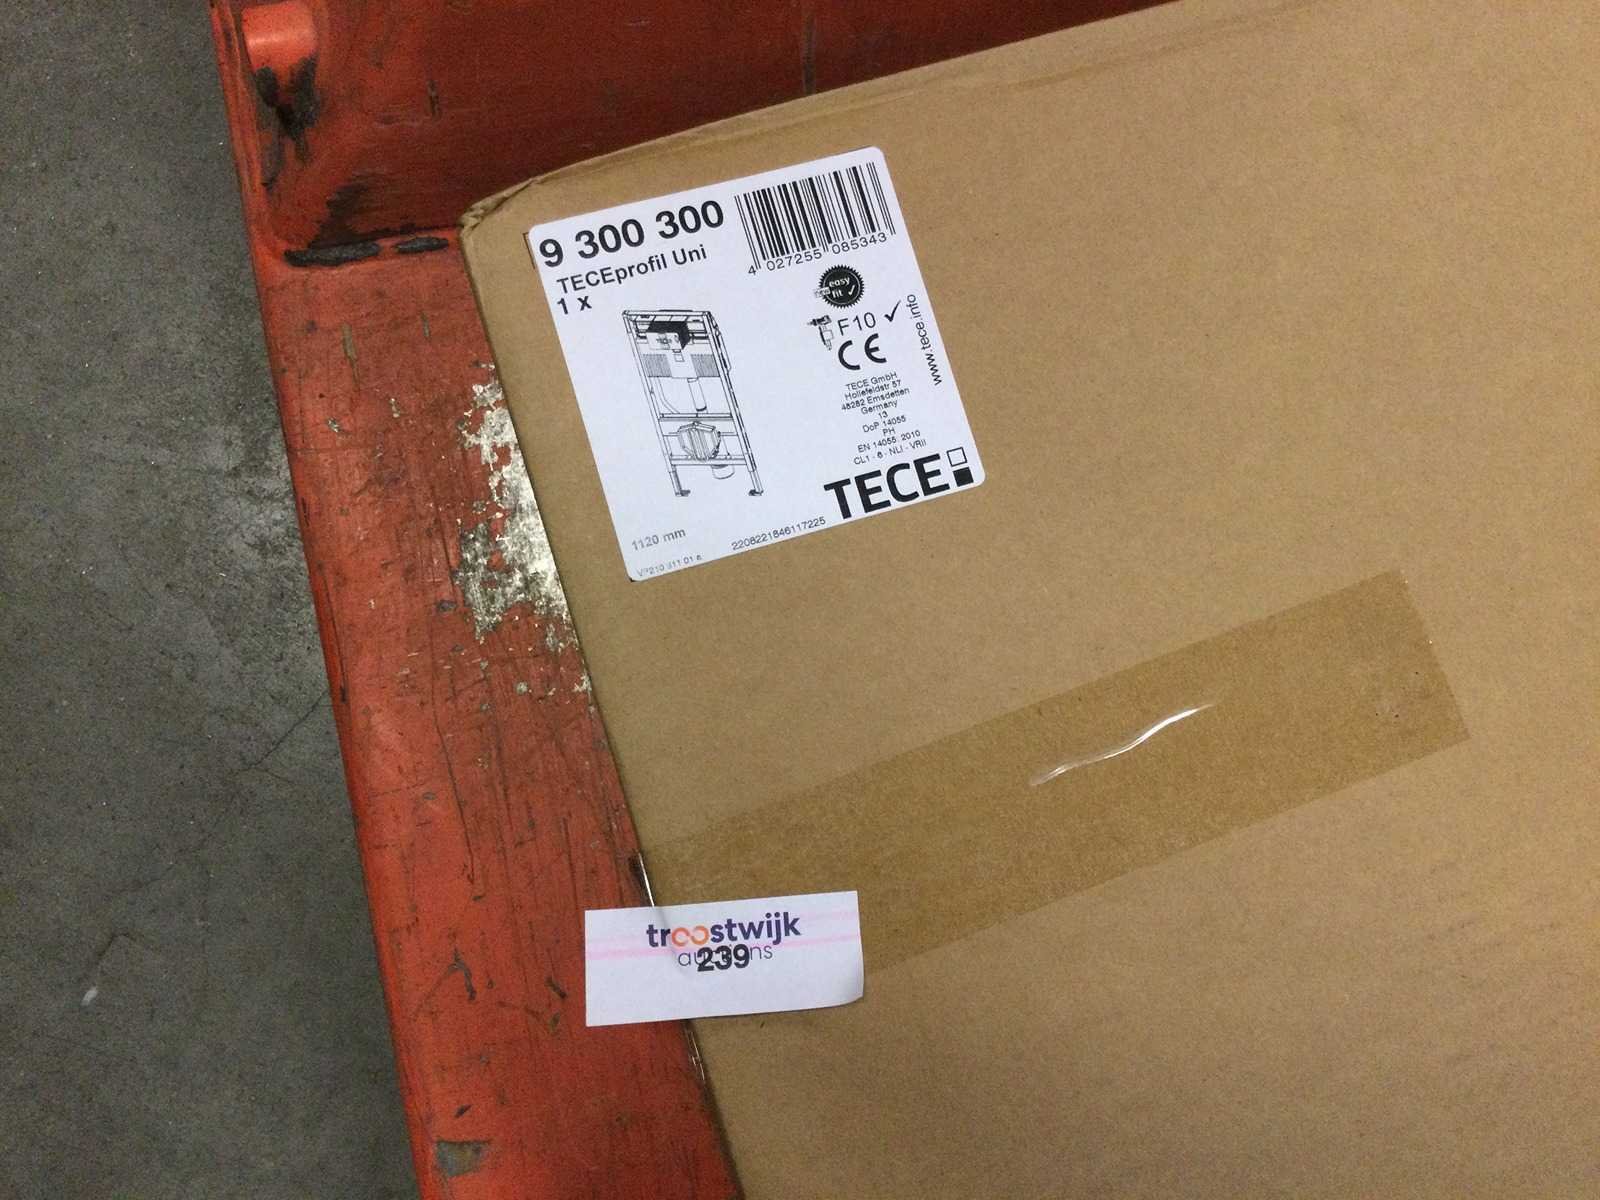 9 300 300
TECEprofil Uni
1 x
4 027255 085343
easy
fit
F10
CE
www.tece.info
TECE GmbH
Hollefeldstr 57
48282 Emsdetten
Germany
13
DoP 14055
PH
EN 14055: 2010
CL1 - 6 - NLI - VRII
TECE
1120 mm
2208221846117225
troostwijk
auctions
239